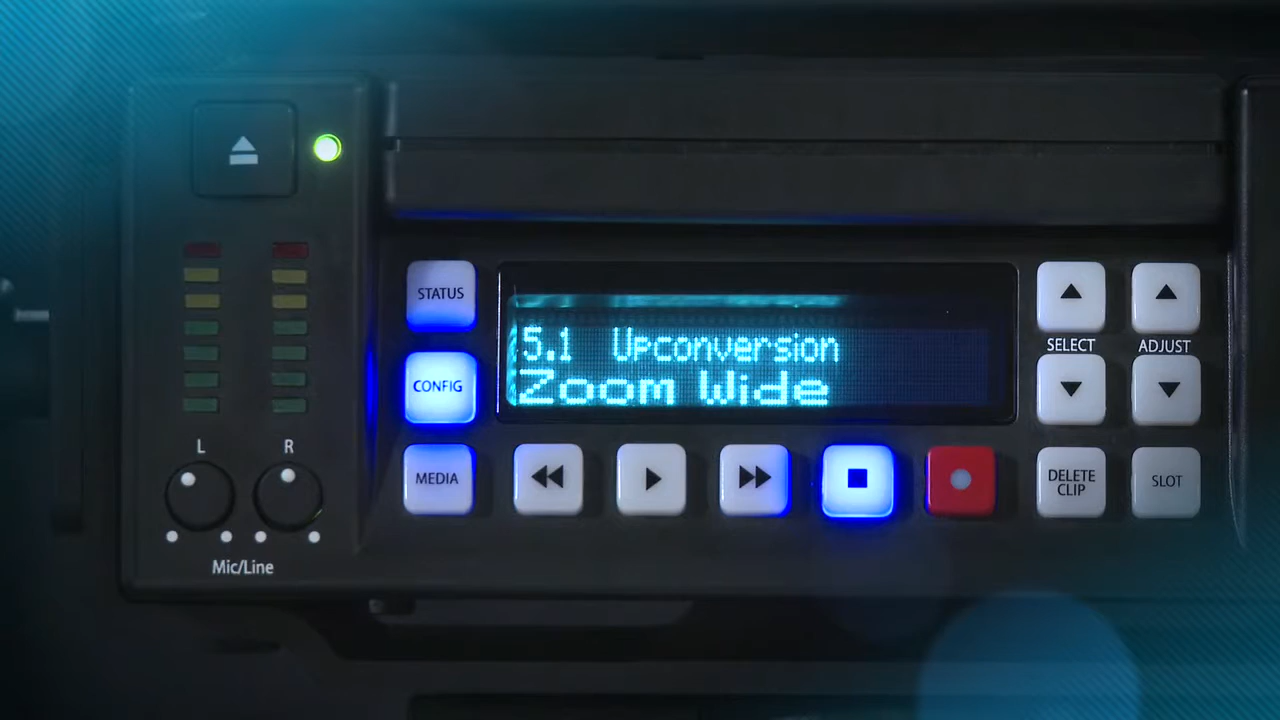 STATUS
5.1 Upconversion
Zoom Wide
CONFIG
MEDIA
SELECT
ADJUST
DELETE
CLIP
SLOT
L
R
Mic/Line